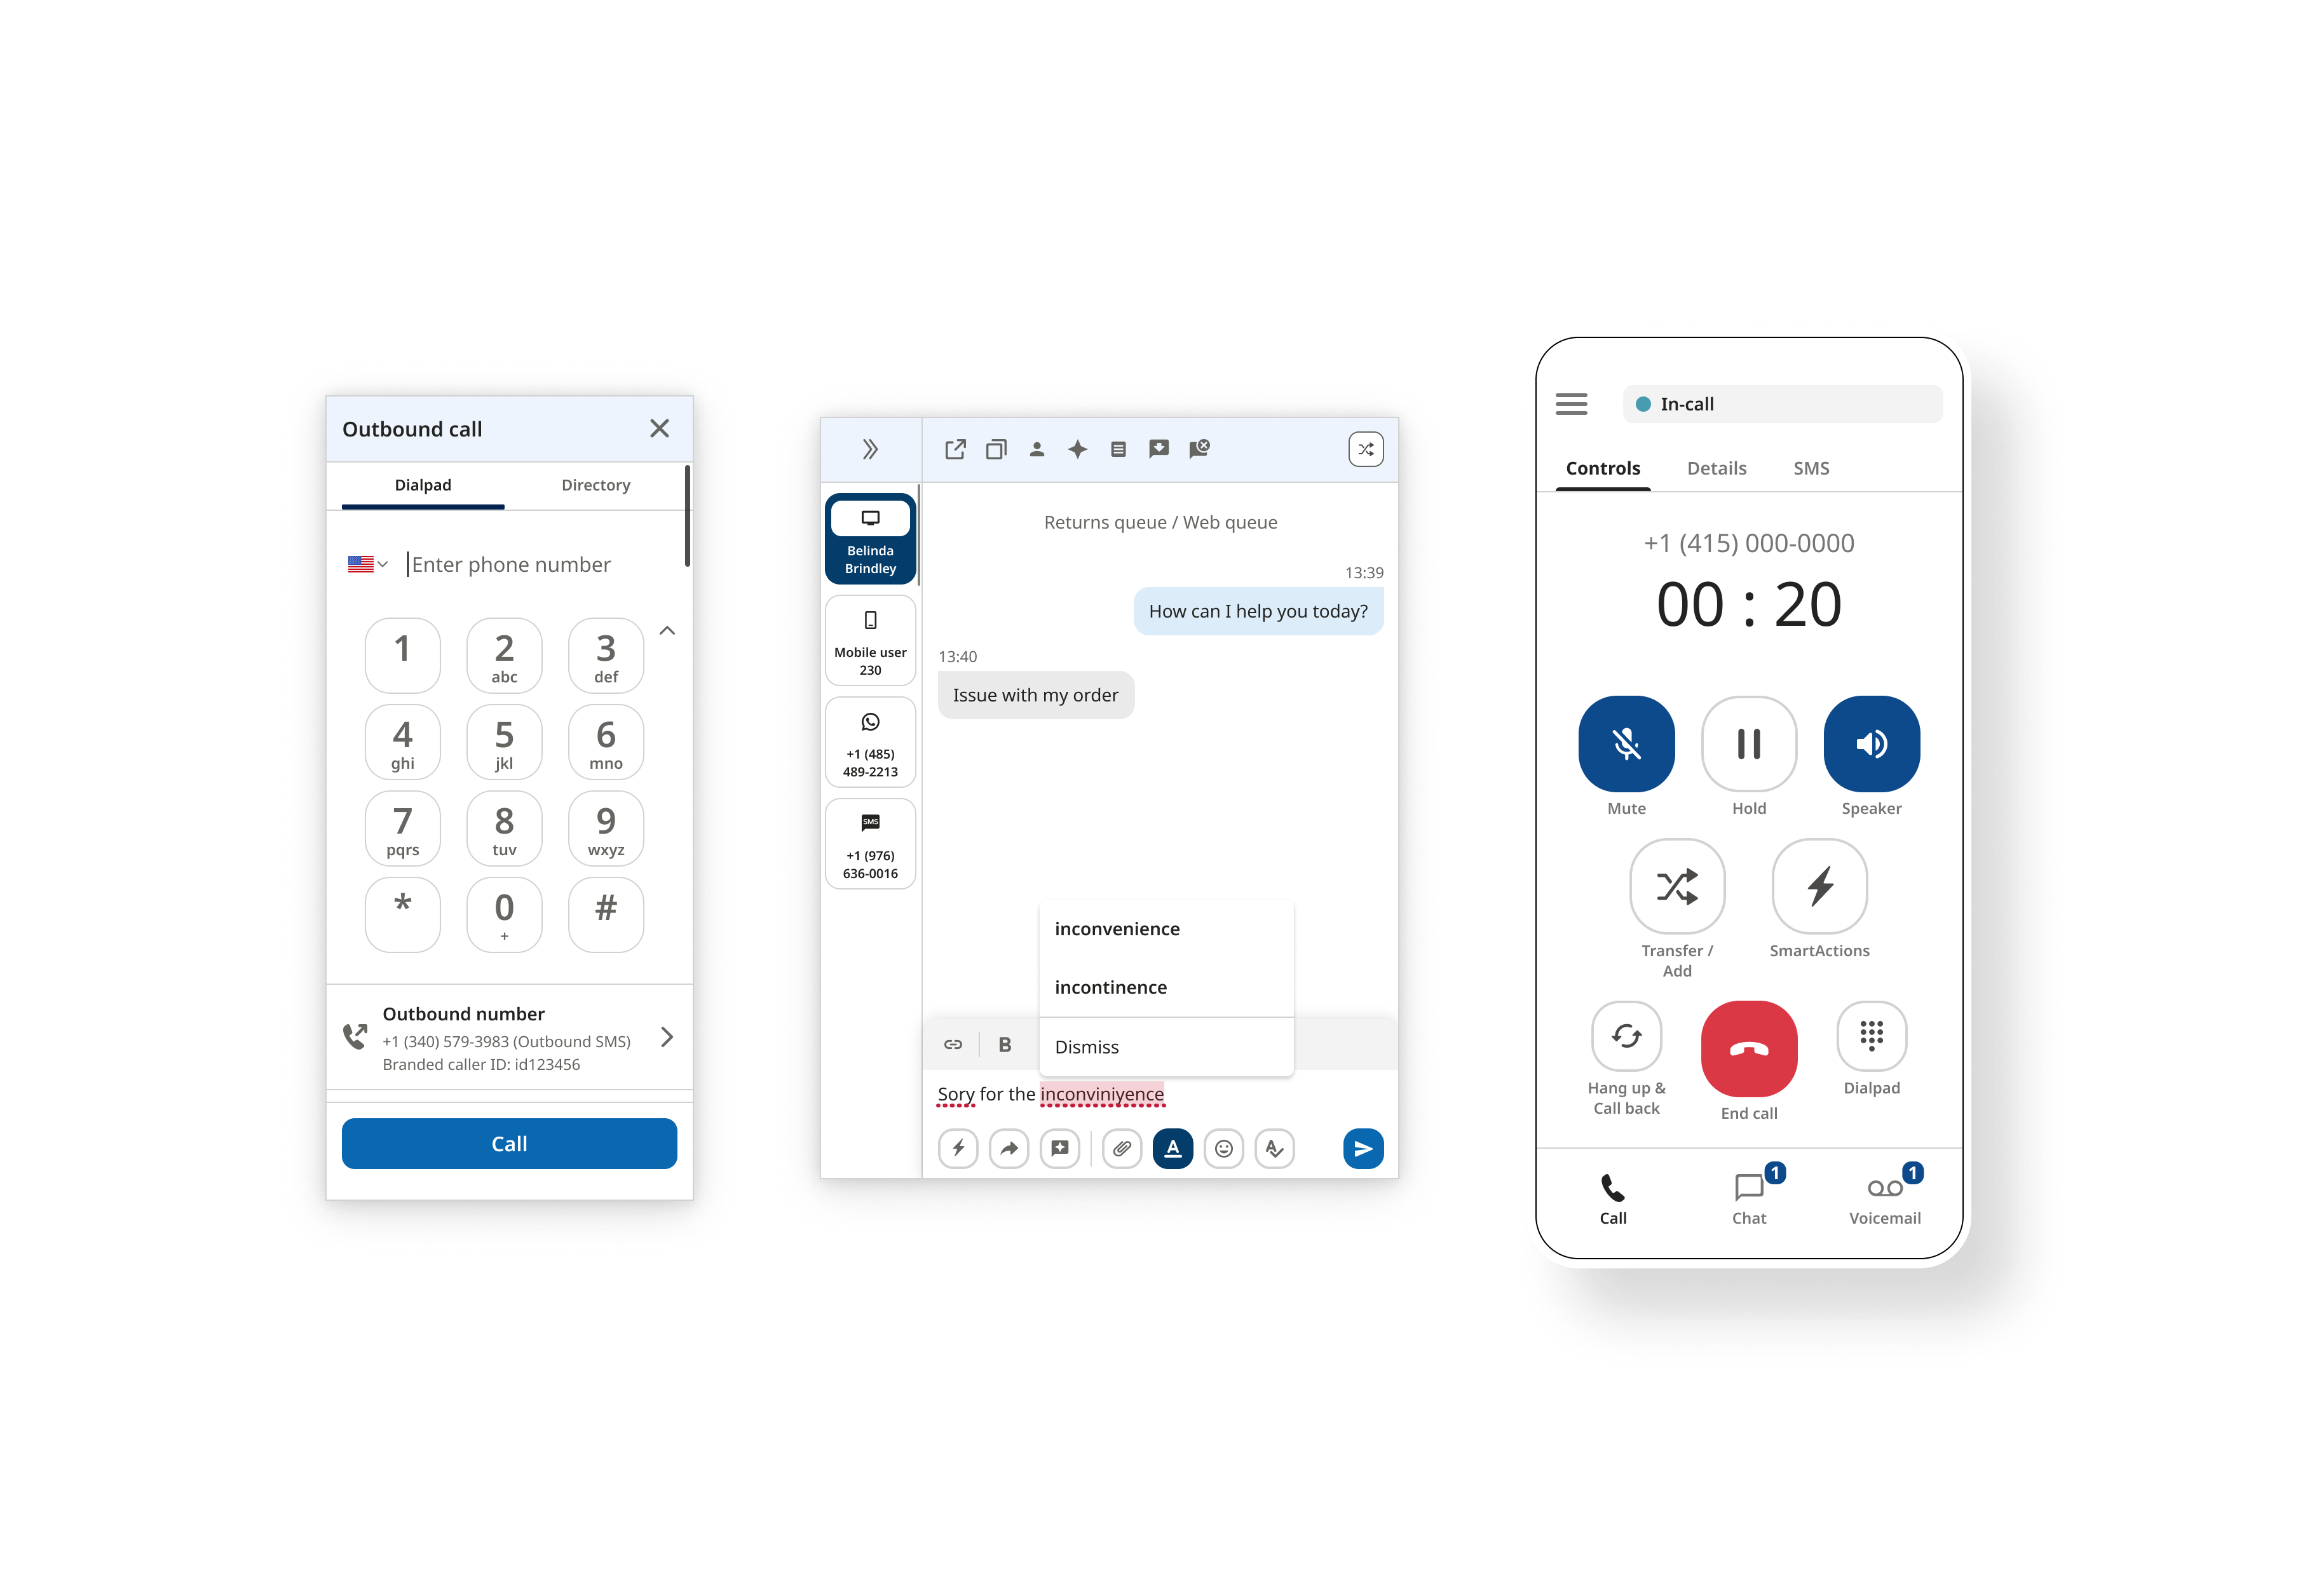 Outbound call
Dialpad
Directory
Enter phone number
1
2
abc
3
def
4
ghi
5
jkl
6
mno
7
pqrs
8
tuv
9
wxyz
*
0
+
#
Outbound number
+1 (340) 579-3983 (Outbound SMS)
Branded caller ID: id123456
Call
Belinda
Brindley
Mobile user
230
+1 (485)
489-2213
SMS
+1 (976)
636-0016
Returns queue / Web queue
13:39
How can I help you today?
13:40
Issue with my order
inconvenience
incontinence
Dismiss
B
Sory for the inconviniyence
A
A
In-call
Controls
Details
SMS
+1 (415) 000-0000
00 : 20
Mute
Hold
Speaker
Transfer /
Add
SmartActions
Hang up &
Call back
End call
Dialpad
Call
1
Chat
1
Voicemail